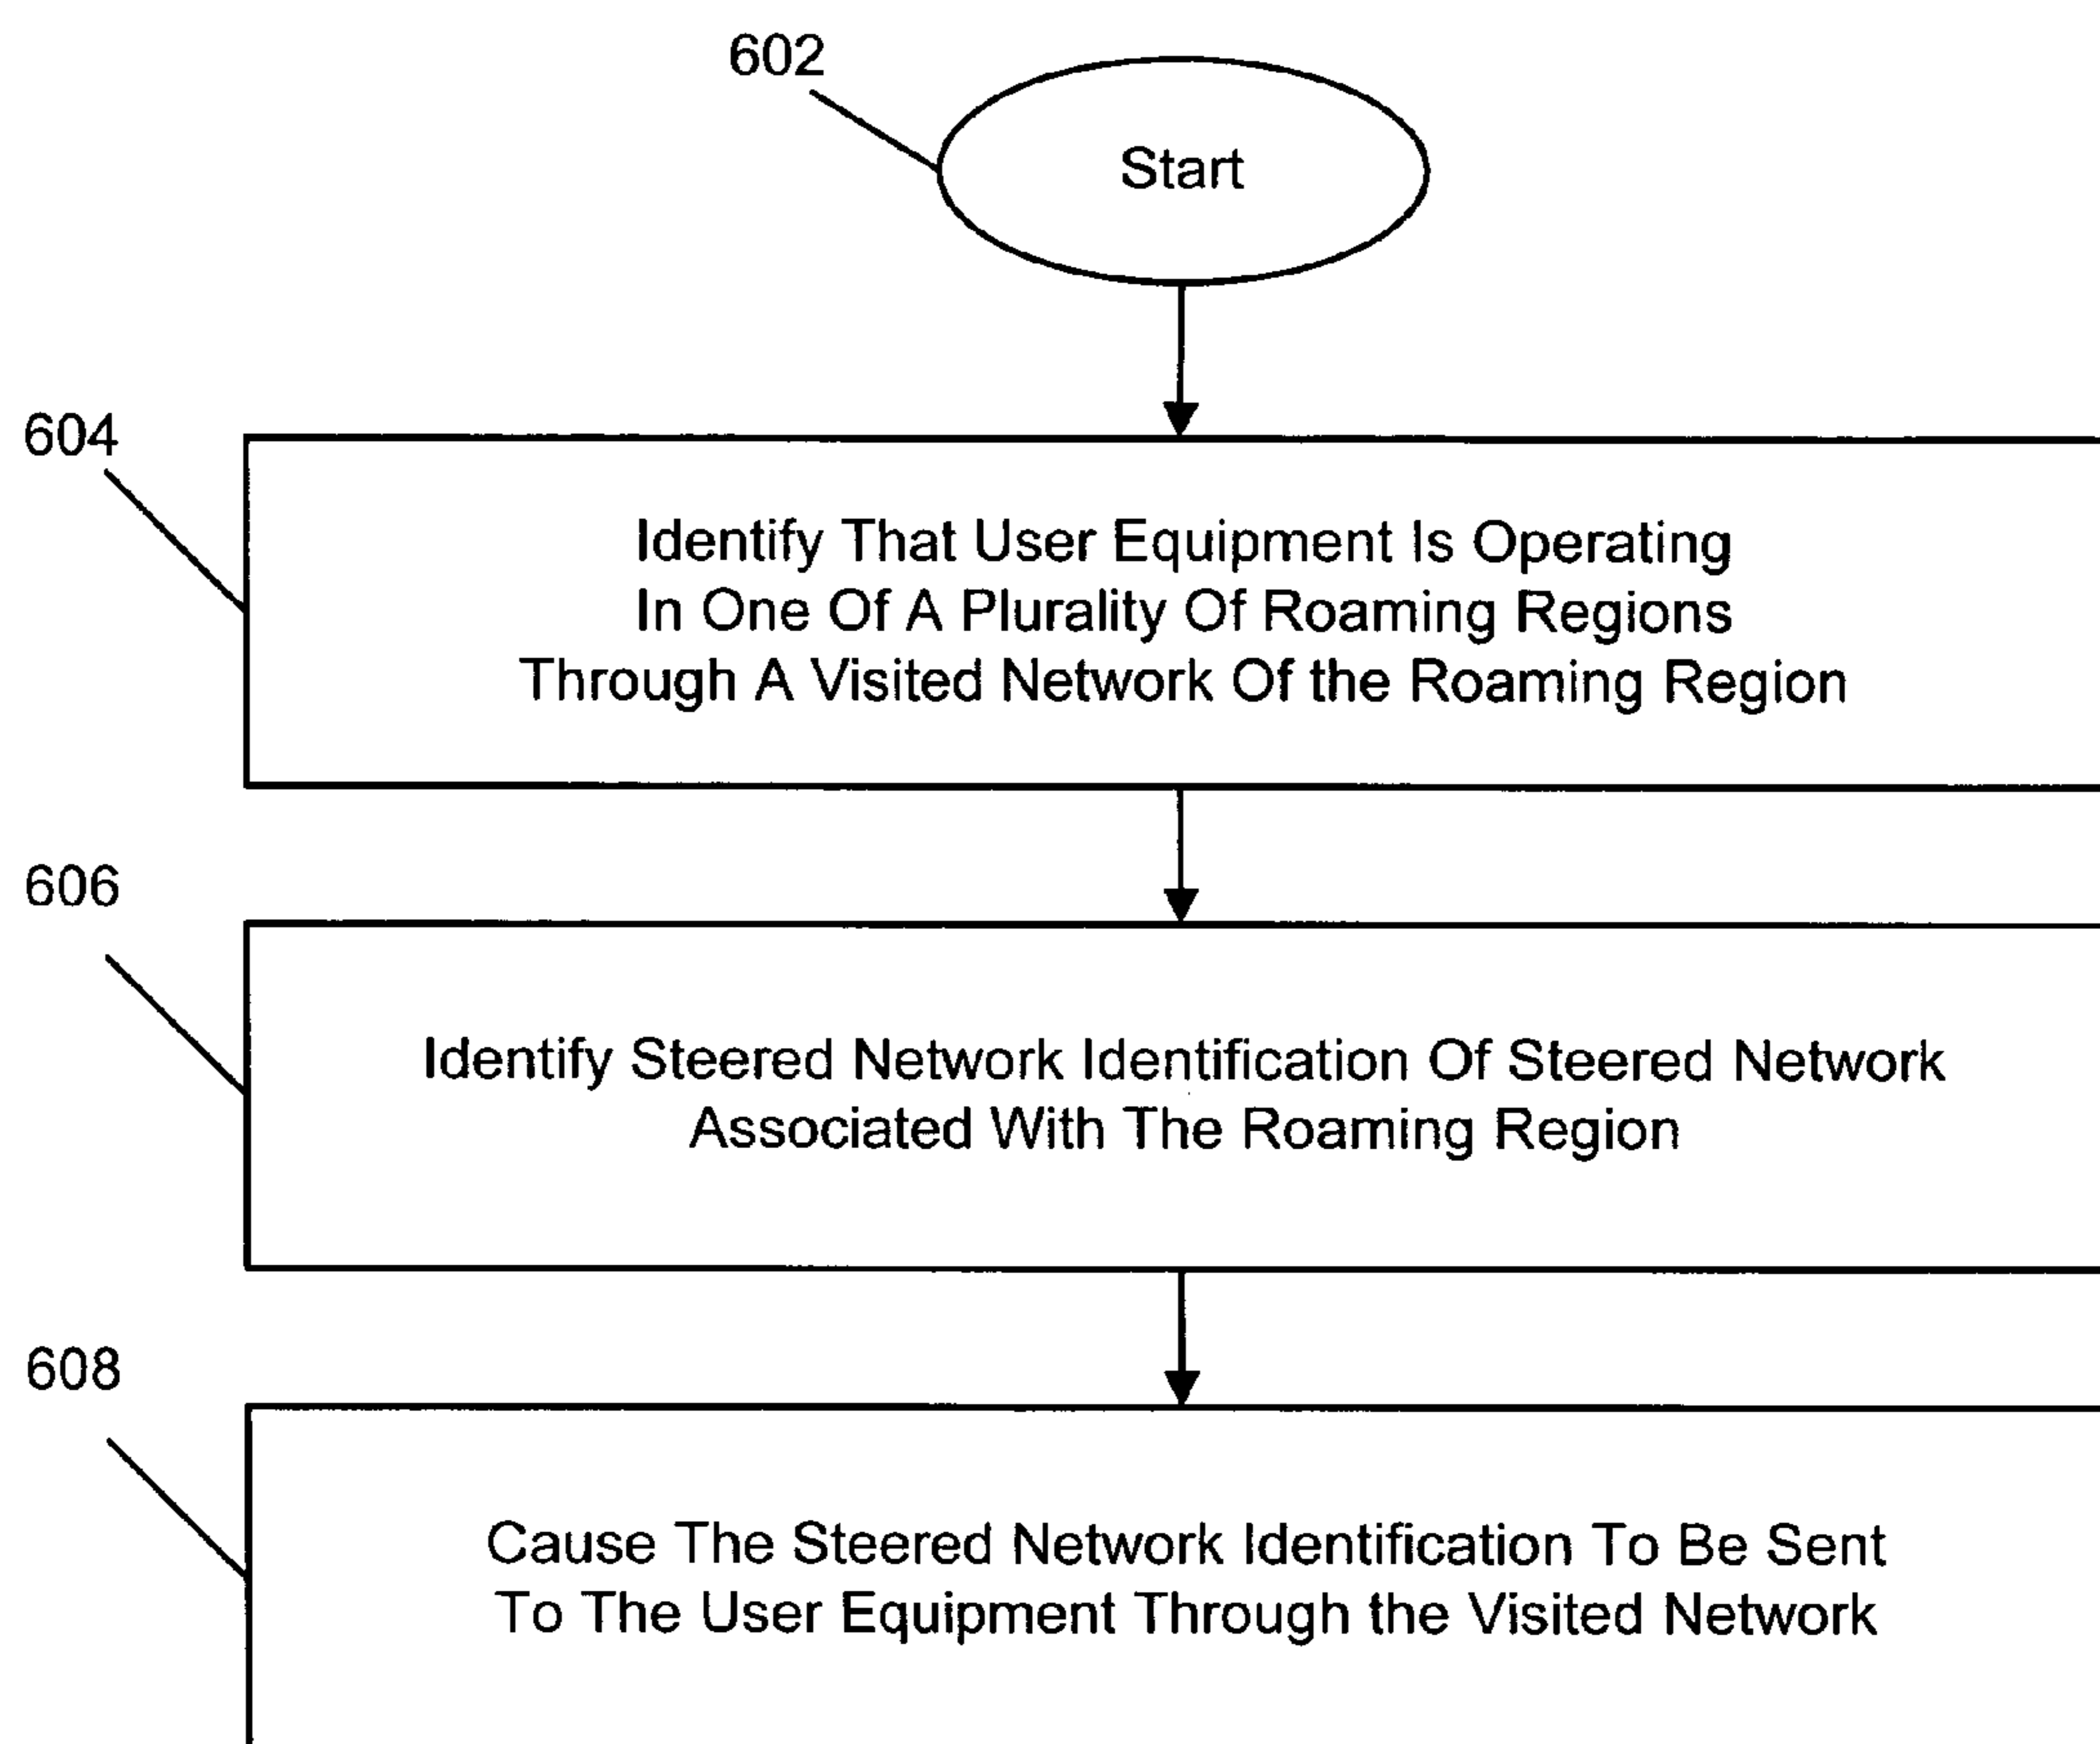 602
Start
604
Identify That User Equipment Is Operating
In One Of A Plurality Of Roaming Regions
Through A Visited Network Of the Roaming Region
606
Identify Steered Network Identification Of Steered Network
Associated With The Roaming Region
608
Cause The Steered Network Identification To Be Sent
To The User Equipment Through the Visited Network